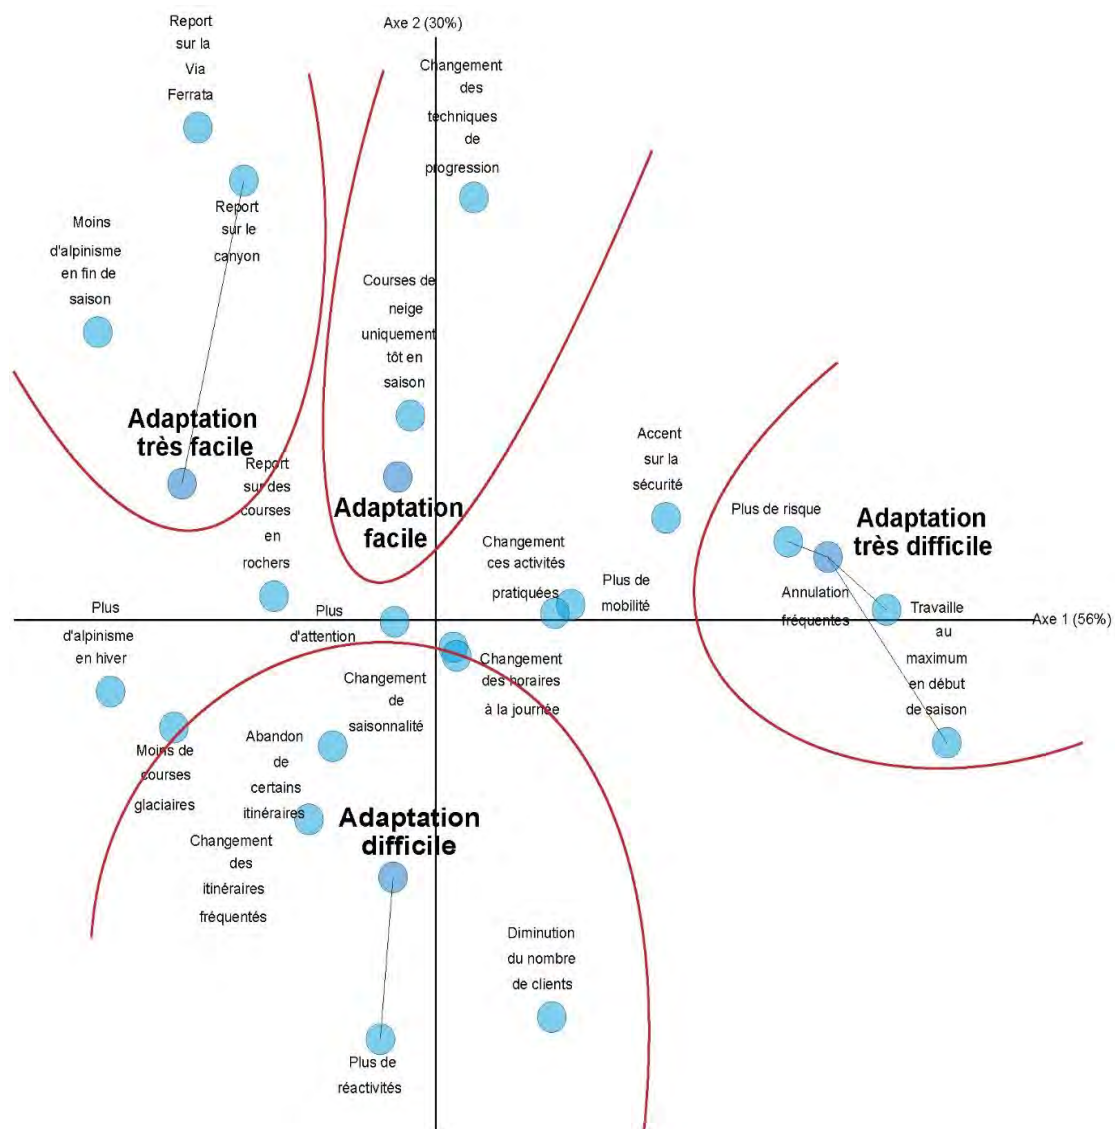 Axe 2 (30%)
Report
sur la
Via
Ferrata
Changement
des
techniques
de
progression
Report
sur le
canyon
Moins
d'alpinisme
en fin de
saison
Courses de
neige
uniquement
tôt en
saison
Adaptation
très facile
Report
sur des
courses
en
rochers
Adaptation
facile
Accent
sur la
sécurité
Plus de risque
Adaptation
très difficile
Changement
ces activités
pratiquées
Plus de
mobilité
Annulation
fréquentes
Travaille
au
maximum
en début
de saison
Axe 1 (56%)
Plus
d'alpinisme
en hiver
Plus
d'attention
Changement
de
saisonnalité
Changement
des horaires
à la journée
Moins de
courses
glaciaires
Abandon
de
certains
itinéraires
Adaptation
difficile
Changement
des
itinéraires
fréquentés
Diminution
du nombre
de clients
Plus de
réactivités